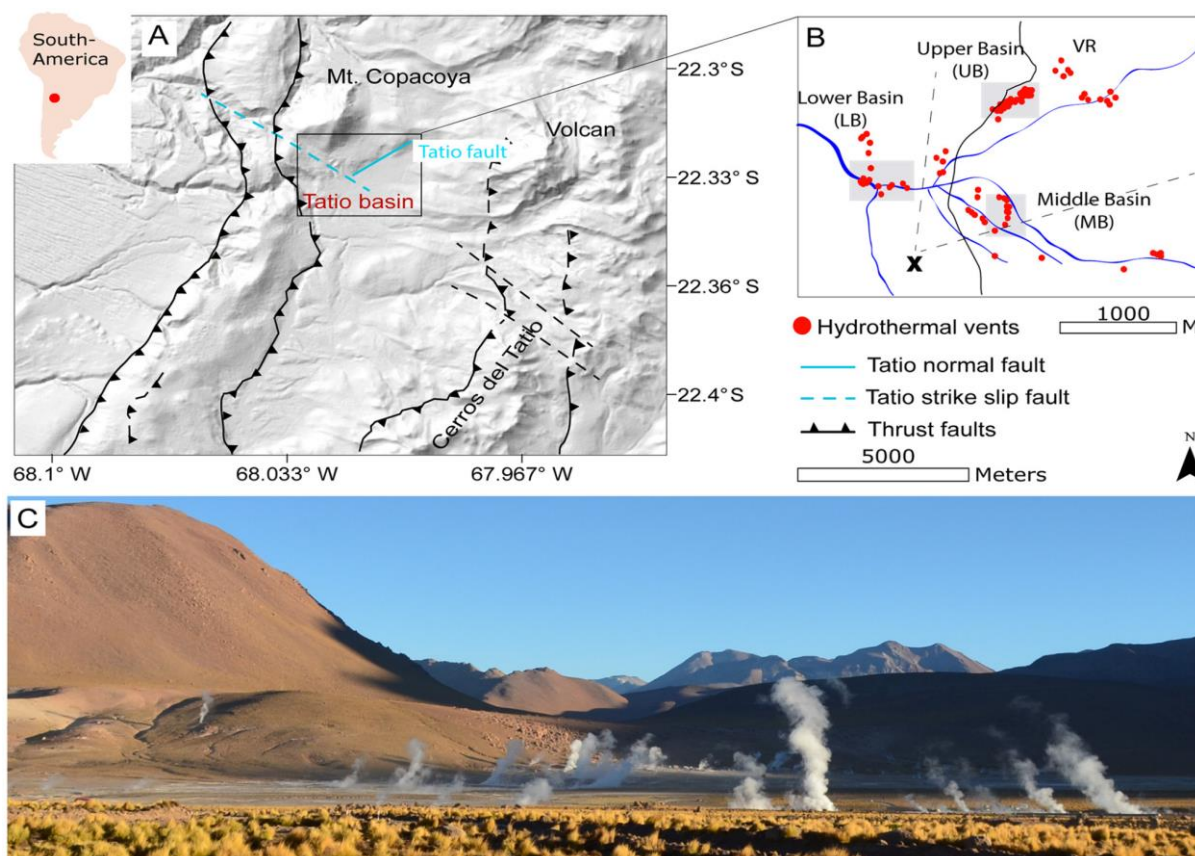 South-
America
A
Mt. Copacoya
Volcan
Tatio fault
Tatio basin
Cerros del Tatio
22.3° S
22.33° S
22.36° S
22.4° S
68.1° W
68.033° W
67.967° W
B
Upper Basin
(UB)
VR
Lower Basin
(LB)
Middle Basin
(MB)
X
Hydrothermal vents
1000
M
Tatio normal fault
Tatio strike slip fault
Thrust faults
5000
Meters
N
C